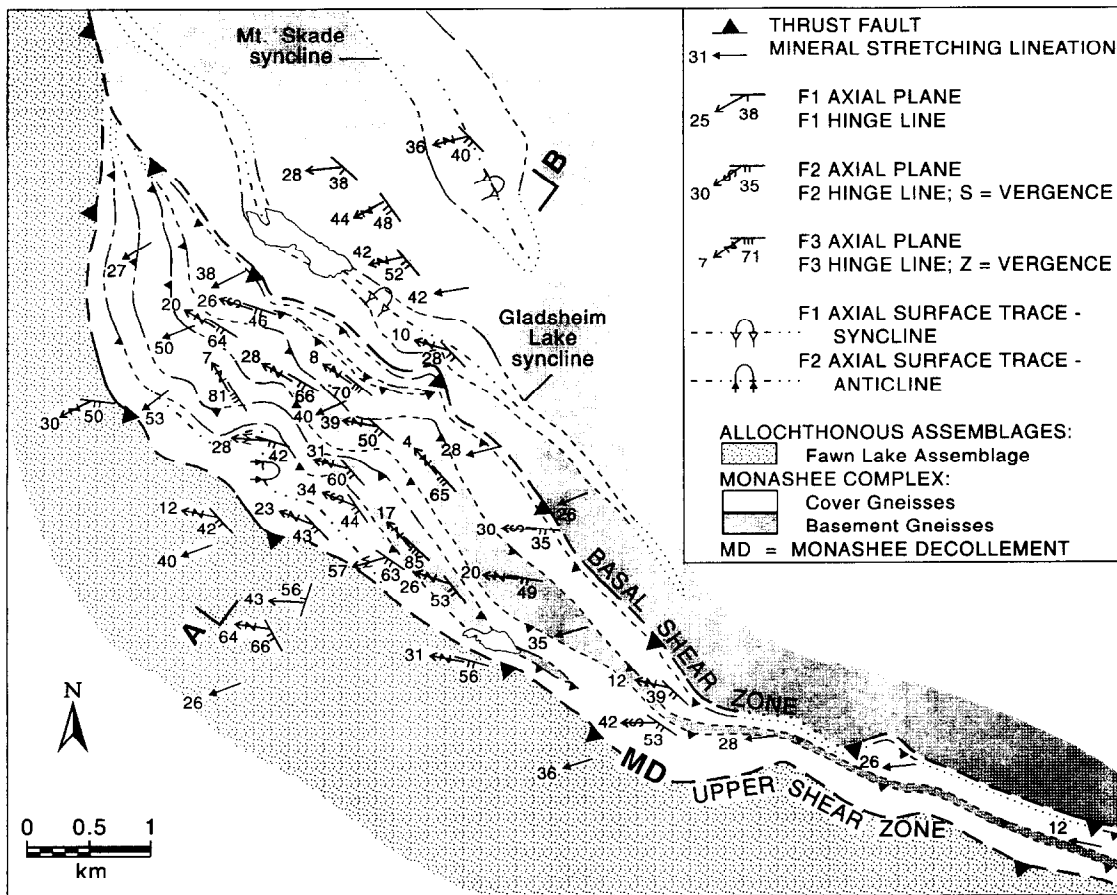 Mt. Skade
syncline
B
36
40
28
38
44
48
42
52
42
27
38
26
46
20
64
50
7
81
28
66
8
70
10
28
Gladsheim
Lake
syncline
30
50
53
40
39
50
4
65
28
28
42
31
60
34
44
23
43
12
42
40
17
85
57
63
26
53
30
35
26
20
49
35
43
56
A
64
66
31
56
26
12
39
42
53
28
36
26
12
BASAL SHEAR ZONE
MD
UPPER SHEAR ZONE
N
0 0.5 1
km
THRUST FAULT
31 MINERAL STRETCHING LINEATION
F1 AXIAL PLANE
25 38 F1 HINGE LINE
F2 AXIAL PLANE
30 35 F2 HINGE LINE; S = VERGENCE
F3 AXIAL PLANE
7 71 F3 HINGE LINE; Z = VERGENCE
F1 AXIAL SURFACE TRACE -
SYNCLINE
F2 AXIAL SURFACE TRACE -
ANTICLINE
ALLOCHTHONOUS ASSEMBLAGES:
Fawn Lake Assemblage
MONASHEE COMPLEX:
Cover Gneisses
Basement Gneisses
MD = MONASHEE DECOLLEMENT